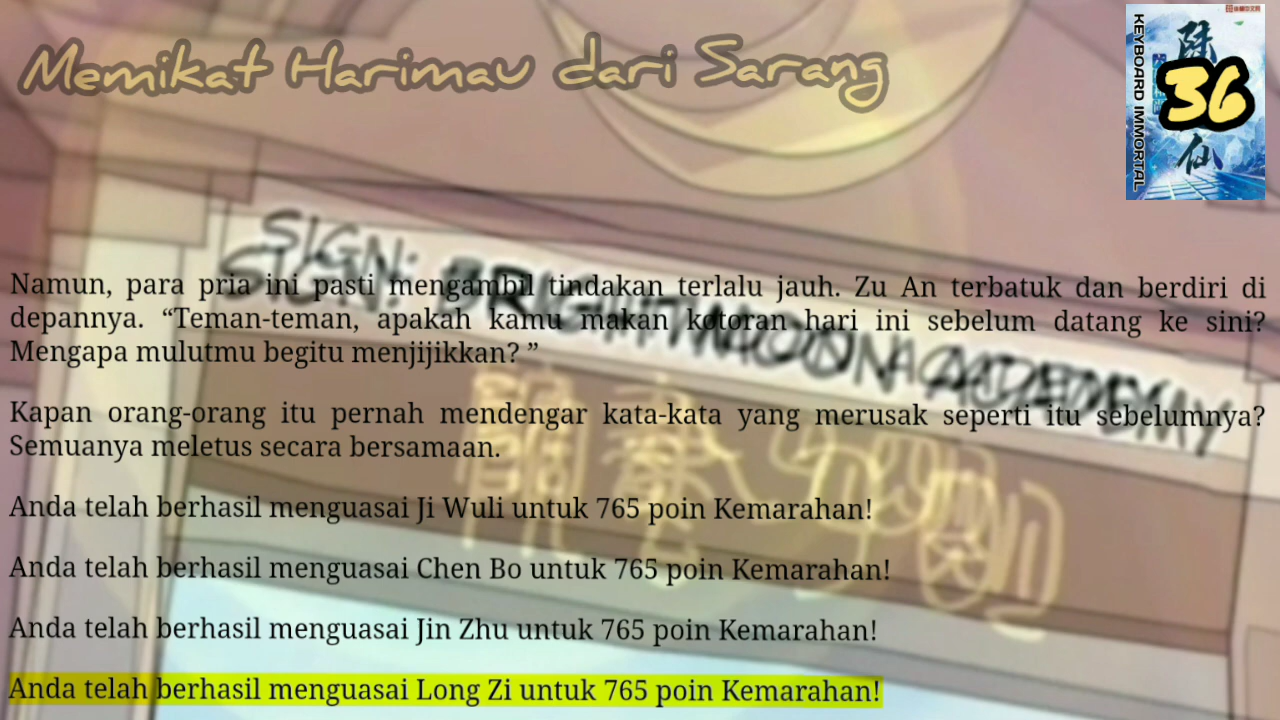 Memikat Harimau dari Sarang
KEYBOARD IMMORTAL
36
仙
SIGN: BRIGHTMOON ACADEMY
Namun, para pria ini pasti mengambil tindakan terlalu jauh. Zu An terbatuk dan berdiri di
depannya. “Teman-teman, apakah kamu makan kotoran hari ini sebelum datang ke sini?
Mengapa mulutmu begitu menjijikkan? ”
Kapan orang-orang itu pernah mendengar kata-kata yang merusak seperti itu sebelumnya?
Semuanya meletus secara bersamaan.
Anda telah berhasil menguasai Ji Wuli untuk 765 poin Kemarahan!
Anda telah berhasil menguasai Chen Bo untuk 765 poin Kemarahan!
Anda telah berhasil menguasai Jin Zhu untuk 765 poin Kemarahan!
Anda telah berhasil menguasai Long Zi untuk 765 poin Kemarahan!